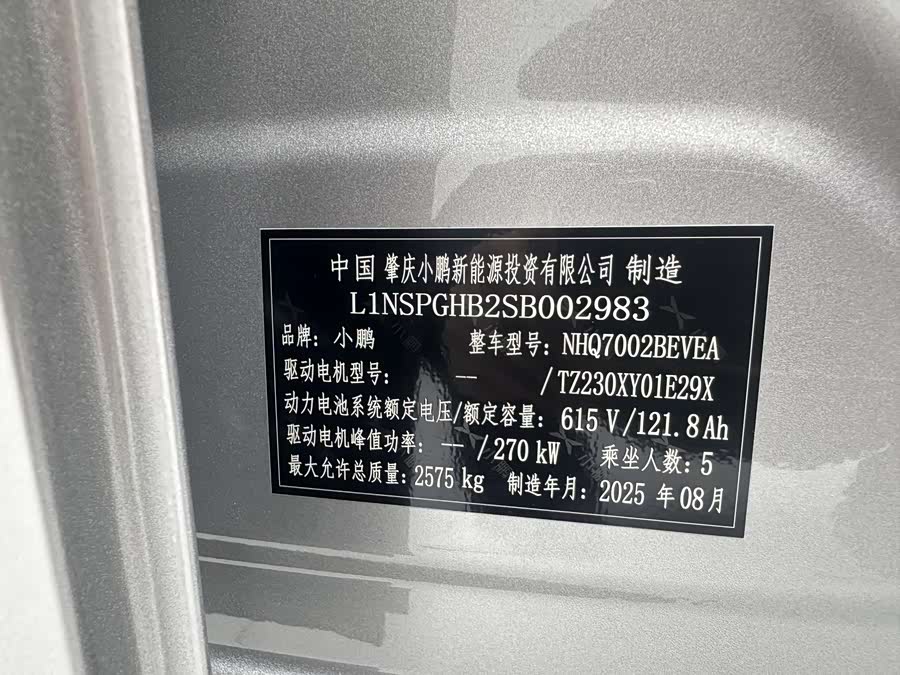 中国 肇庆小鹏新能源投资有限公司 制造
L1NSPGHB2SB002983
品牌：小鹏 整车型号：NHQ7002BEVEA
驱动电机型号： -- /TZ230XY01E29X
动力电池系统额定电压/额定容量：615 V/121.8Ah
驱动电机峰值功率： -- /270 kW 乘坐人数：5
最大允许总质量：2575 kg 制造年月：2025 年08月